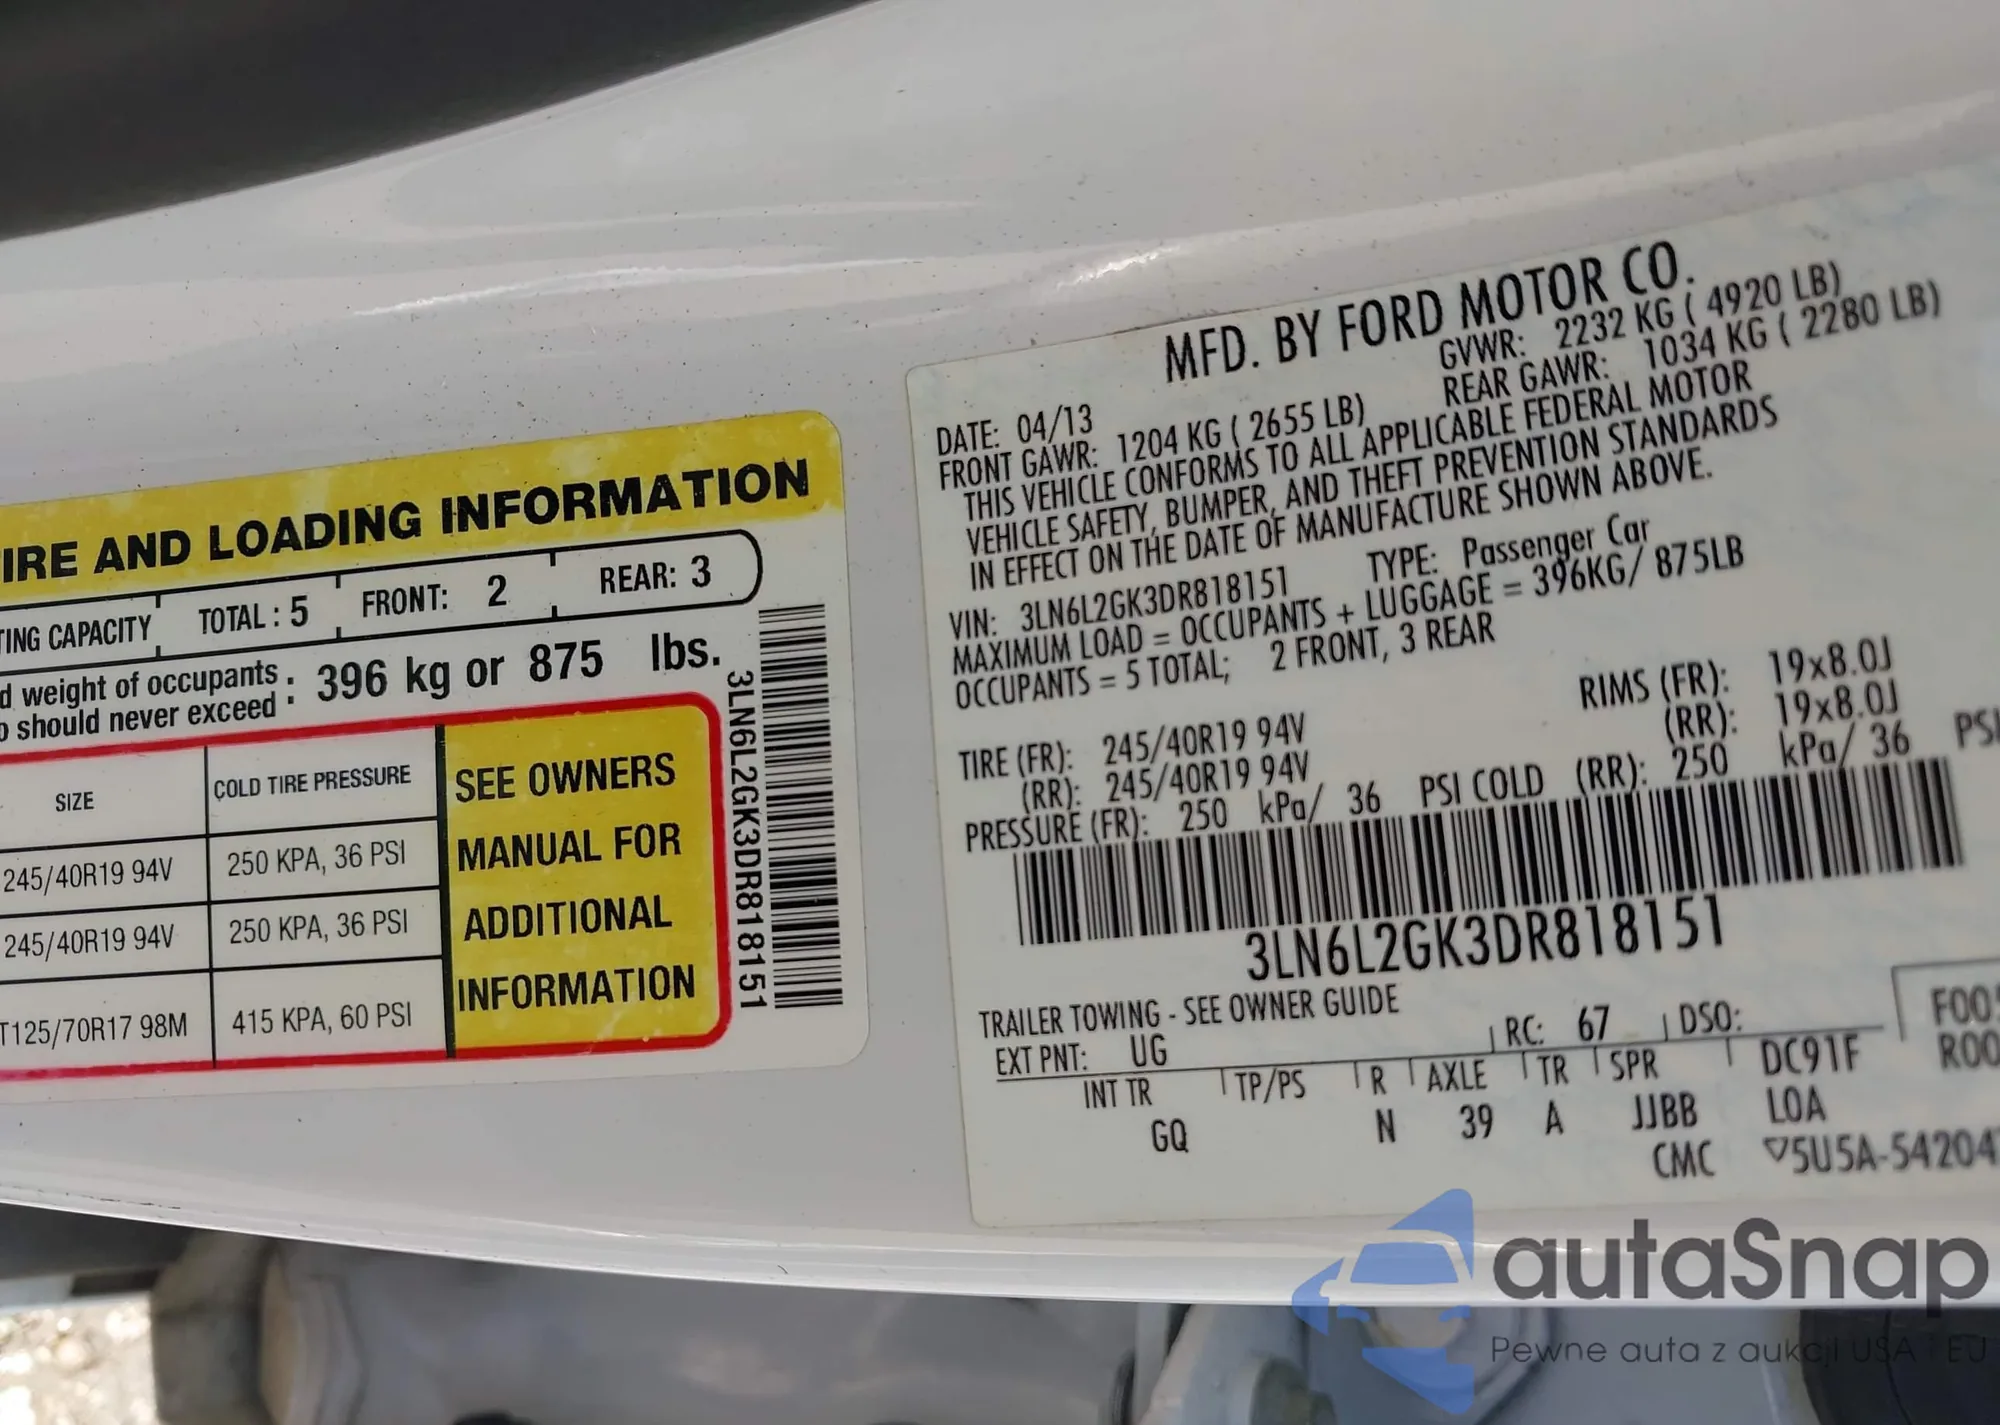 IRE AND LOADING INFORMATION
TING CAPACITY TOTAL : 5 FRONT: 2 REAR: 3
d weight of occupants : 396 kg or 875 lbs.
should never exceed :
SIZE COLD TIRE PRESSURE
245/40R19 94V 250 KPA, 36 PSI
245/40R19 94V 250 KPA, 36 PSI
T125/70R17 98M 415 KPA, 60 PSI
SEE OWNERS
MANUAL FOR
ADDITIONAL
INFORMATION
3LN6L2GK3DR818151
MFD. BY FORD MOTOR CO.
DATE: 04/13 GVWR: 2232 KG ( 4920 LB)
FRONT GAWR: 1204 KG ( 2655 LB) REAR GAWR: 1034 KG ( 2280 LB)
THIS VEHICLE CONFORMS TO ALL APPLICABLE FEDERAL MOTOR
VEHICLE SAFETY, BUMPER, AND THEFT PREVENTION STANDARDS
IN EFFECT ON THE DATE OF MANUFACTURE SHOWN ABOVE.
VIN: 3LN6L2GK3DR818151 TYPE: Passenger Car
MAXIMUM LOAD = OCCUPANTS + LUGGAGE = 396KG/ 875LB
OCCUPANTS = 5 TOTAL; 2 FRONT, 3 REAR
TIRE (FR): 245/40R19 94V RIMS (FR): 19x8.0J
(RR): 245/40R19 94V (RR): 19x8.0J
PRESSURE (FR): 250 kPa/ 36 PSI COLD (RR): 250 kPa/ 36 PSI
3LN6L2GK3DR818151
TRAILER TOWING - SEE OWNER GUIDE
EXT PNT: UG RC: 67 DSO: F00
INT TR TP/PS R AXLE TR SPR DC91F R00
GQ N 39 A JJBB LOA
CMC ▽5U5A-54204
autaSnap
Pewne auta z aukcji USA i EU